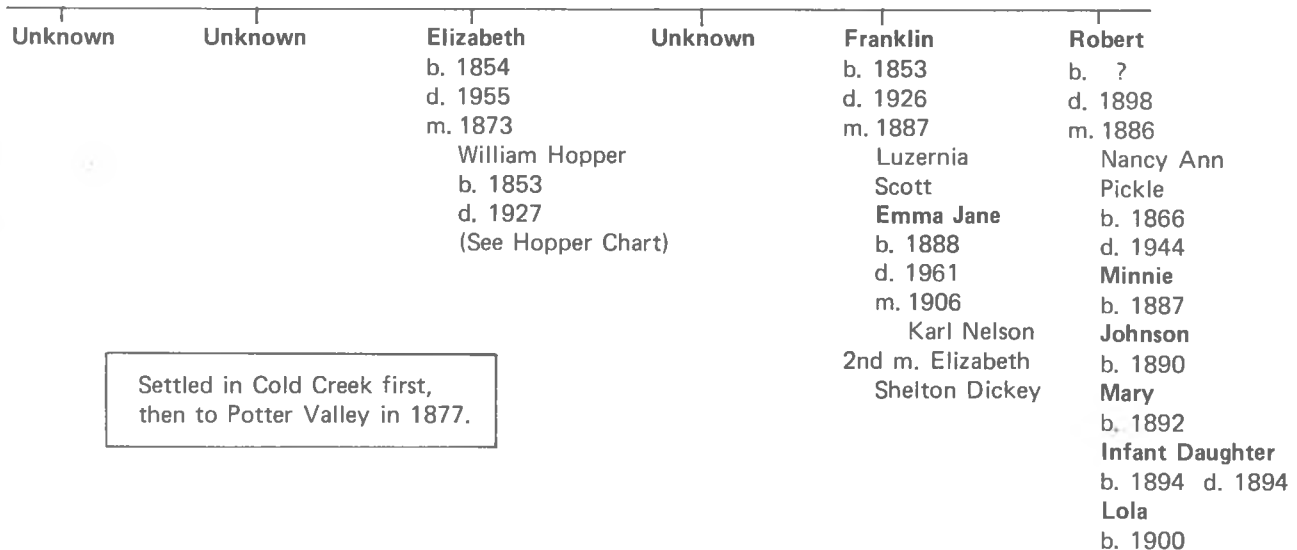 Unknown
Unknown
Elizabeth
b. 1854
d. 1955
m. 1873
William Hopper
b. 1853
d. 1927
(See Hopper Chart)
Unknown
Franklin
b. 1853
d. 1926
m. 1887
Luzernia
Scott
Emma Jane
b. 1888
d. 1961
m. 1906
Karl Nelson
2nd m. Elizabeth
Shelton Dickey
Robert
b. ?
d. 1898
m. 1886
Nancy Ann
Pickle
b. 1866
d. 1944
Minnie
b. 1887
Johnson
b. 1890
Mary
b. 1892
Infant Daughter
b. 1894 d. 1894
Lola
b. 1900
Settled in Cold Creek first,
then to Potter Valley in 1877.